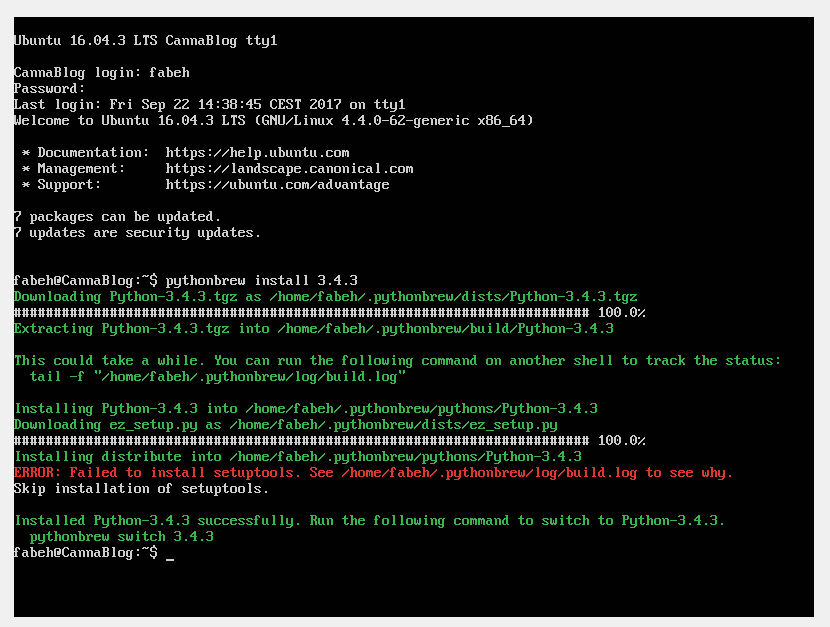 Ubuntu 16.04.3 LTS CannaBlog tty1
CannaBlog login: fabeh
Password:
Last login: Fri Sep 22 14:38:45 CEST 2017 on tty1
Welcome to Ubuntu 16.04.3 LTS (GNU/Linux 4.4.0-62-generic x86_64)
* Documentation:  https://help.ubuntu.com
* Management:     https://landscape.canonical.com
* Support:        https://ubuntu.com/advantage
7 packages can be updated.
7 updates are security updates.
fabeh@CannaBlog:~$ pythonbrew install 3.4.3
Downloading Python-3.4.3.tgz as /home/fabeh/.pythonbrew/dists/Python-3.4.3.tgz
######################################################################## 100.0%
Extracting Python-3.4.3.tgz into /home/fabeh/.pythonbrew/build/Python-3.4.3
This could take a while. You can run the following command on another shell to track the status:
tail -f "/home/fabeh/.pythonbrew/log/build.log"
Installing Python-3.4.3 into /home/fabeh/.pythonbrew/pythons/Python-3.4.3
Downloading ez_setup.py as /home/fabeh/.pythonbrew/dists/ez_setup.py
######################################################################## 100.0%
Installing distribute into /home/fabeh/.pythonbrew/pythons/Python-3.4.3
ERROR: Failed to install setuptools. See /home/fabeh/.pythonbrew/log/build.log to see why.
Skip installation of setuptools.
Installed Python-3.4.3 successfully. Run the following command to switch to Python-3.4.3.
pythonbrew switch 3.4.3
fabeh@CannaBlog:~$ _